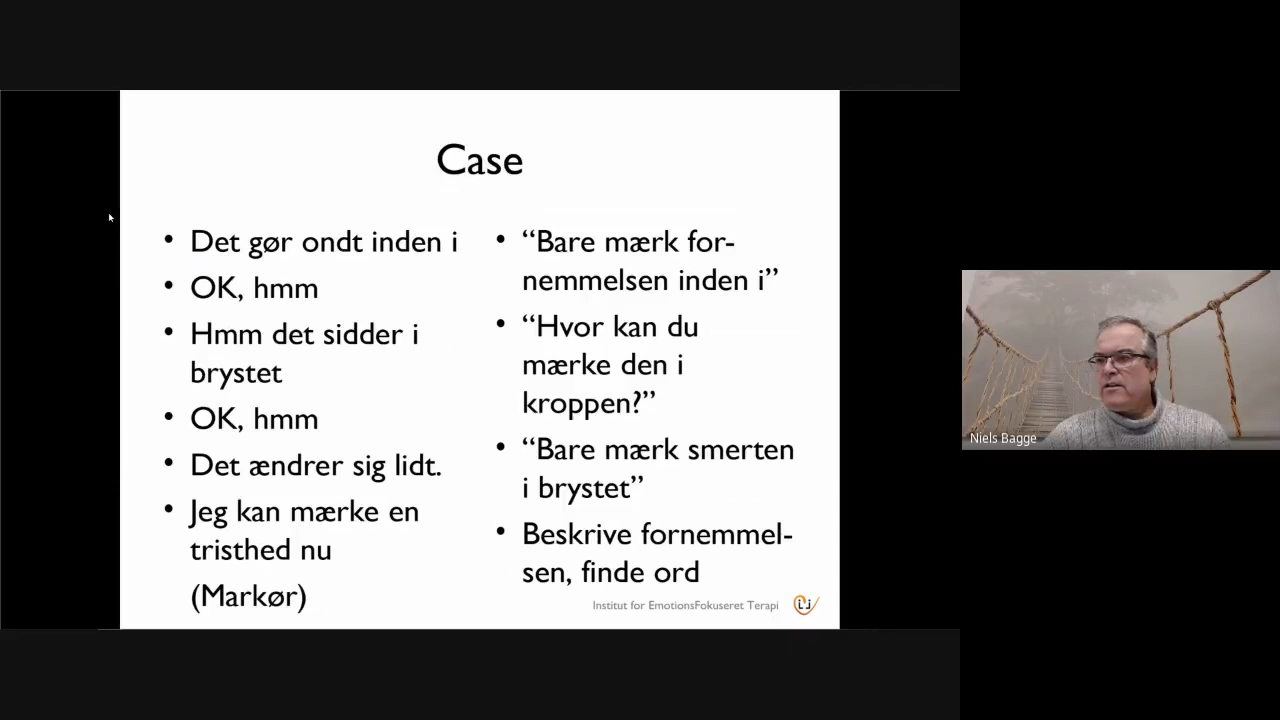 Case
• Det gør ondt inden i
• OK, hmm
• Hmm det sidder i
brystet
• OK, hmm
• Det ændrer sig lidt.
• Jeg kan mærke en
tristhed nu
(Markør)
• “Bare mærk for-
nemmelsen inden i”
• “Hvor kan du
mærke den i
kroppen?”
• “Bare mærk smerten
i brystet”
• Beskrive fornemmel-
sen, finde ord
Institut for EmotionsFokuseret Terapi
Niels Bagge